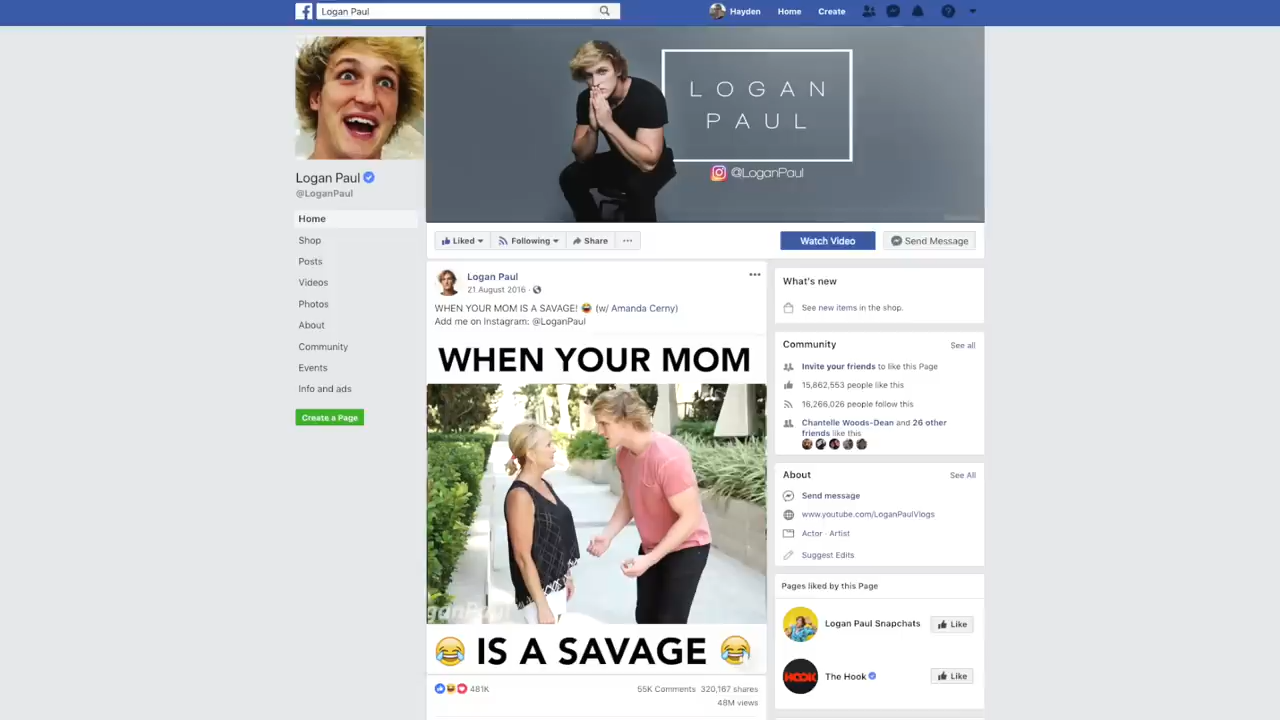 Logan Paul
Hayden
Home
Create
Logan Paul
@LoganPaul
Home
Shop
Posts
Videos
Photos
About
Community
Events
Info and ads
Create a Page
LOGAN
PAUL
@LoganPaul
Liked
Following
Share
Watch Video
Send Message
Logan Paul
21 August 2016 ·
WHEN YOUR MOM IS A SAVAGE! 😂 (w/ Amanda Cerny)
Add me on Instagram: @LoganPaul
WHEN YOUR MOM
ganPaul
😂 IS A SAVAGE 😂
481K
55K Comments 320,167 shares
48M views
What's new
See new items in the shop.
Community
See all
Invite your friends to like this Page
15,862,553 people like this
16,266,026 people follow this
Chantelle Woods-Dean and 26 other
friends like this
About
See All
Send message
www.youtube.com/LoganPaulVlogs
Actor · Artist
Suggest Edits
Pages liked by this Page
Logan Paul Snapchats
Like
HOOK
The Hook
Like